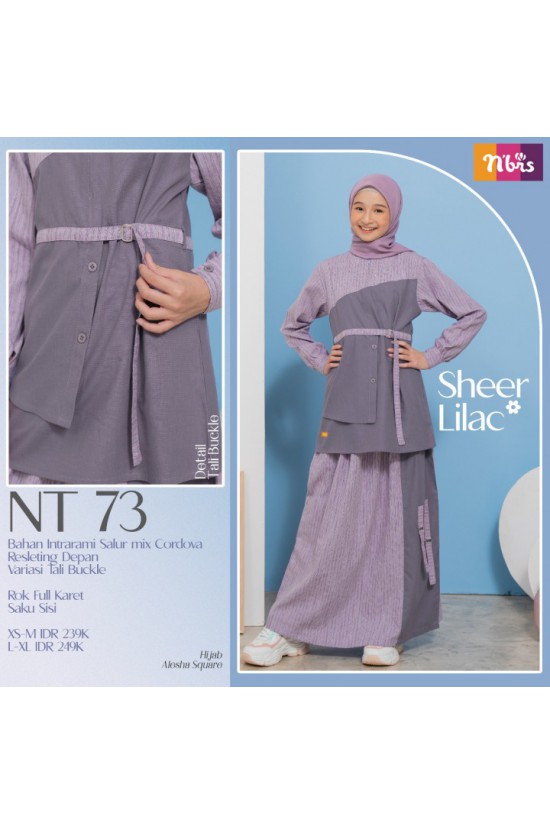 N'brs
Detail
Tali Buckle
Sheer
Lilac
NT 73
Bahan Intrarami Salur mix Cordova
Resleting Depan
Variasi Tali Buckle
Rok Full Karet
Saku Sisi
XS-M IDR 239K
L-XL IDR 249K
Hijab
Alosha Square